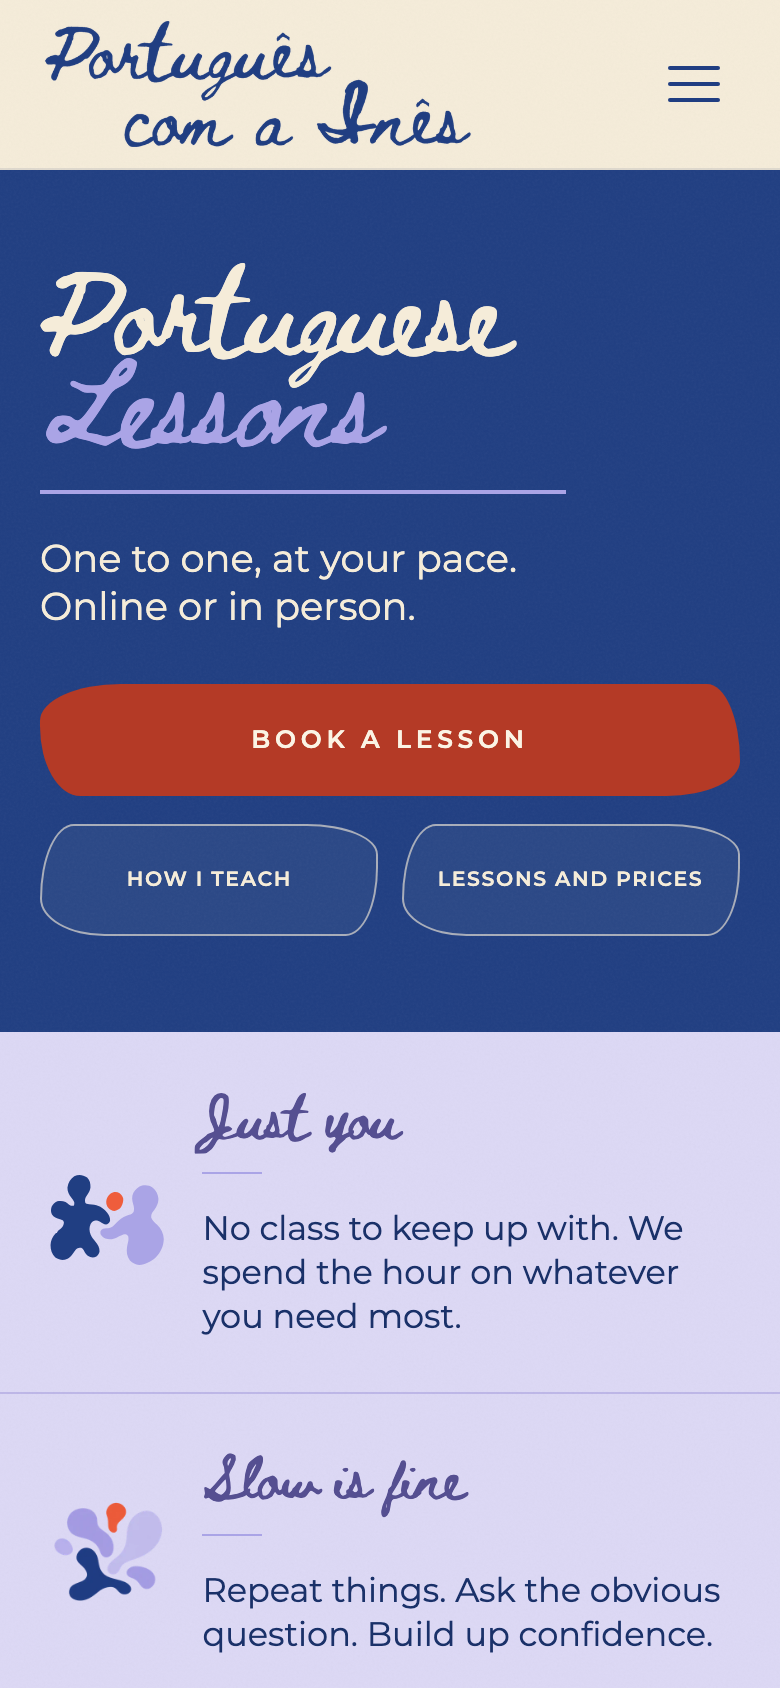 Português
com a Inês
Portuguese
Lessons
One to one, at your pace.
Online or in person.
BOOK A LESSON
HOW I TEACH
LESSONS AND PRICES
Just you
No class to keep up with. We
spend the hour on whatever
you need most.
Slow is fine
Repeat things. Ask the obvious
question. Build up confidence.